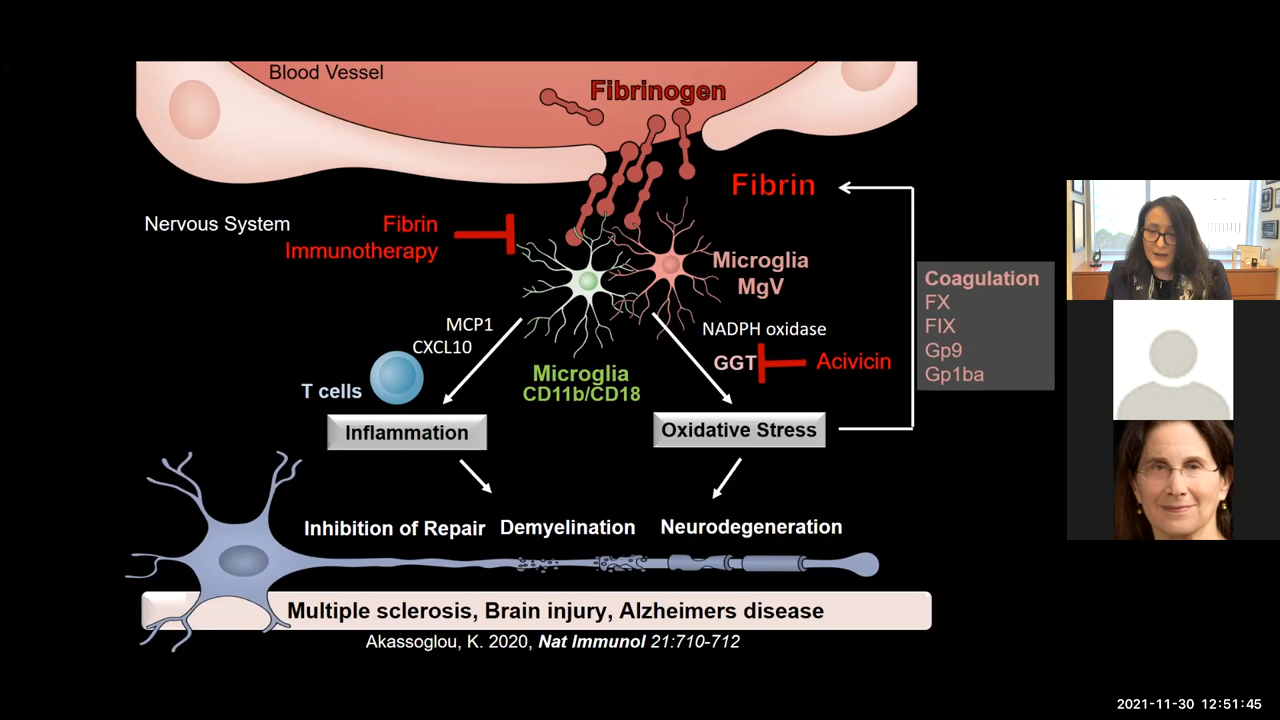 Blood Vessel
Fibrinogen
Fibrin
Nervous System
Fibrin
Immunotherapy
Microglia
MgV
Coagulation
FX
FIX
Gp9
Gp1ba
MCP1
CXCL10
NADPH oxidase
GGT
Acivicin
Microglia
CD11b/CD18
T cells
Inflammation
Oxidative Stress
Inhibition of Repair
Demyelination
Neurodegeneration
Multiple sclerosis, Brain injury, Alzheimers disease
Akassoglou, K. 2020, Nat Immunol 21:710-712
2021-11-30 12:51:45